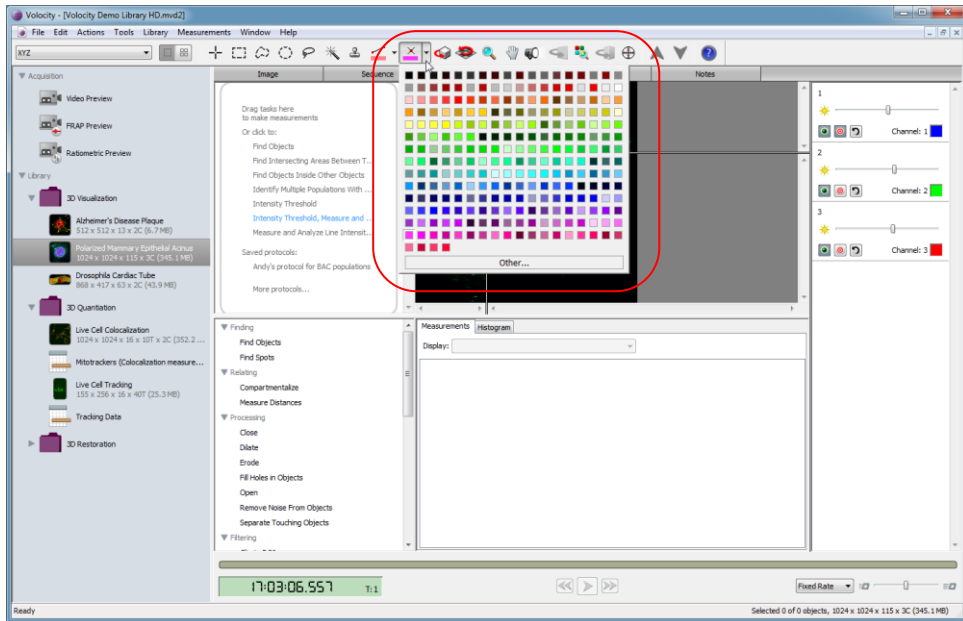 Volocity - [Volocity Demo Library HD.mvd2]
File Edit Actions Tools Library Measurements Window Help
XYZ
Image Sequence Notes
Acquisition
Video Preview
FRAP Preview
Ratiometric Preview
Library
3D Visualization
Alzheimer's Disease Plaque
512 x 512 x 13 x 2C (6.7 MB)
Polarized Mammary Epithelial Acinus
1024 x 1024 x 115 x 3C (345.1 MB)
Drosophila Cardiac Tube
868 x 417 x 63 x 2C (43.9 MB)
3D Quantiation
Live Cell Colocalization
1024 x 1024 x 16 x 10T x 2C (352.2 ...
Mitotrackers (Colocalization measure...
Live Cell Tracking
155 x 256 x 16 x 40T (25.3 MB)
Tracking Data
3D Restoration
Drag tasks here
to make measurements
Or click to:
Find Objects
Find Intersecting Areas Between T...
Find Objects Inside Other Objects
Identify Multiple Populations With ...
Intensity Threshold
Intensity Threshold, Measure and ...
Measure and Analyze Line Intensit...
Saved protocols:
Andy's protocol for BAC populations
More protocols...
Other...
1
Channel: 1
2
Channel: 2
3
Channel: 3
Finding
Find Objects
Find Spots
Relating
Compartmentalize
Measure Distances
Processing
Close
Dilate
Erode
Fill Holes in Objects
Open
Remove Noise From Objects
Separate Touching Objects
Filtering
Measurements Histogram
Display:
17:03:06.557 T:1
Fixed Rate
Ready
Selected 0 of 0 objects, 1024 x 1024 x 115 x 3C (345.1 MB)